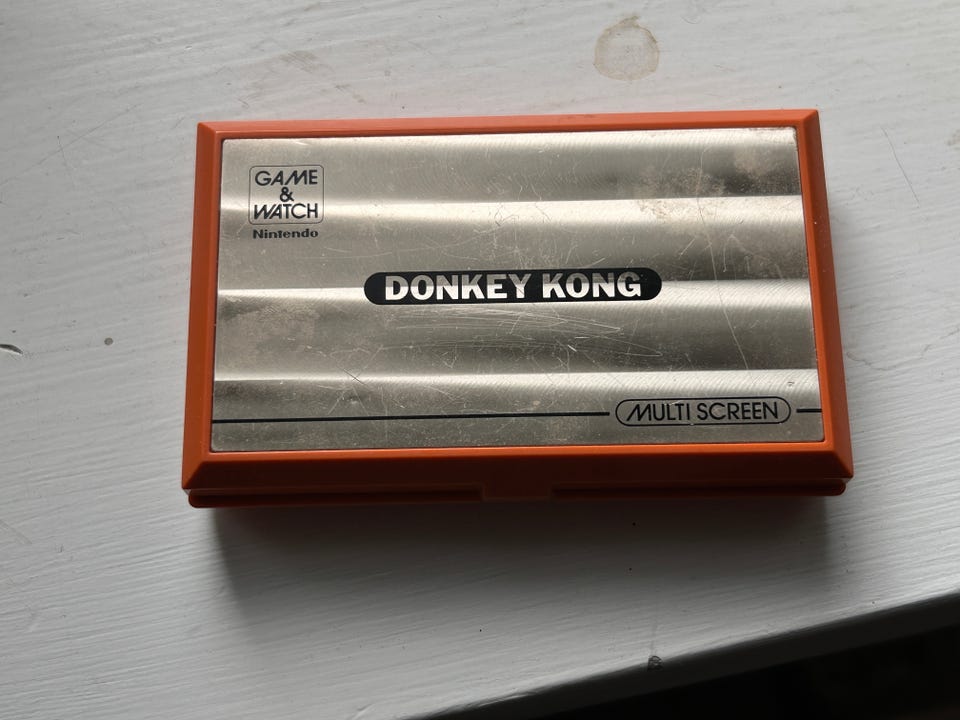 GAME
&
WATCH
Nintendo
DONKEY KONG
MULTI SCREEN